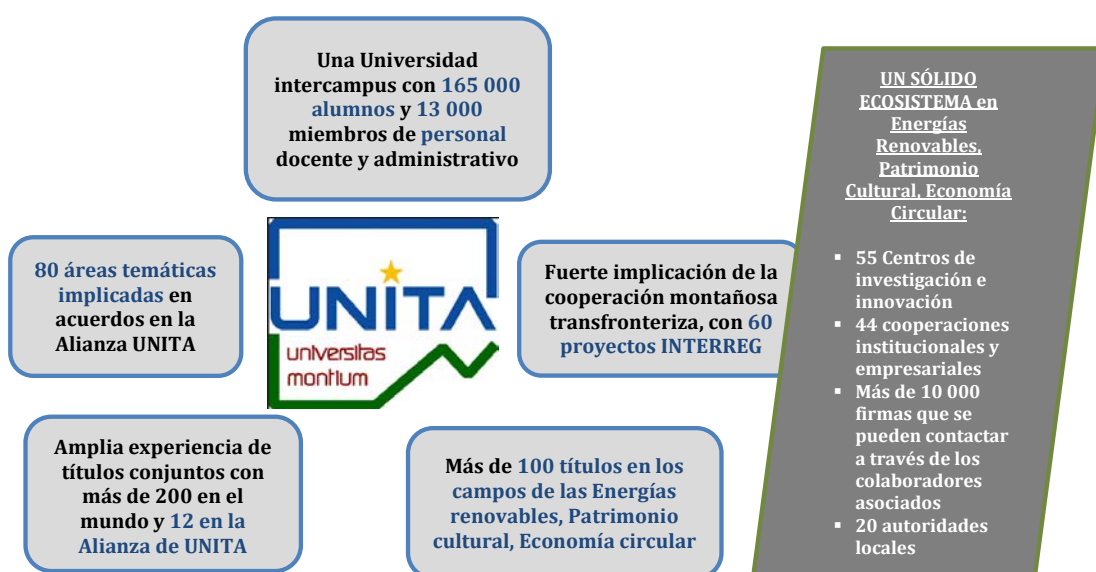 Una Universidad
intercampus con 165 000
alumnos y 13 000
miembros de personal
docente y administrativo
80 áreas temáticas
implicadas en
acuerdos en la
Alianza UNITA
UNITA
universitas
montium
Fuerte implicación de la
cooperación montañosa
transfronteriza, con 60
proyectos INTERREG
Amplia experiencia de
títulos conjuntos con
más de 200 en el
mundo y 12 en la
Alianza de UNITA
Más de 100 títulos en los
campos de las Energías
renovables, Patrimonio
cultural, Economía circular
UN SÓLIDO
ECOSISTEMA en
Energías
Renovables,
Patrimonio
Cultural, Economía
Circular:
▪ 55 Centros de
investigación e
innovación
▪ 44 cooperaciones
institucionales y
empresariales
▪ Más de 10 000
firmas que se
pueden contactar
a través de los
colaboradores
asociados
▪ 20 autoridades
locales